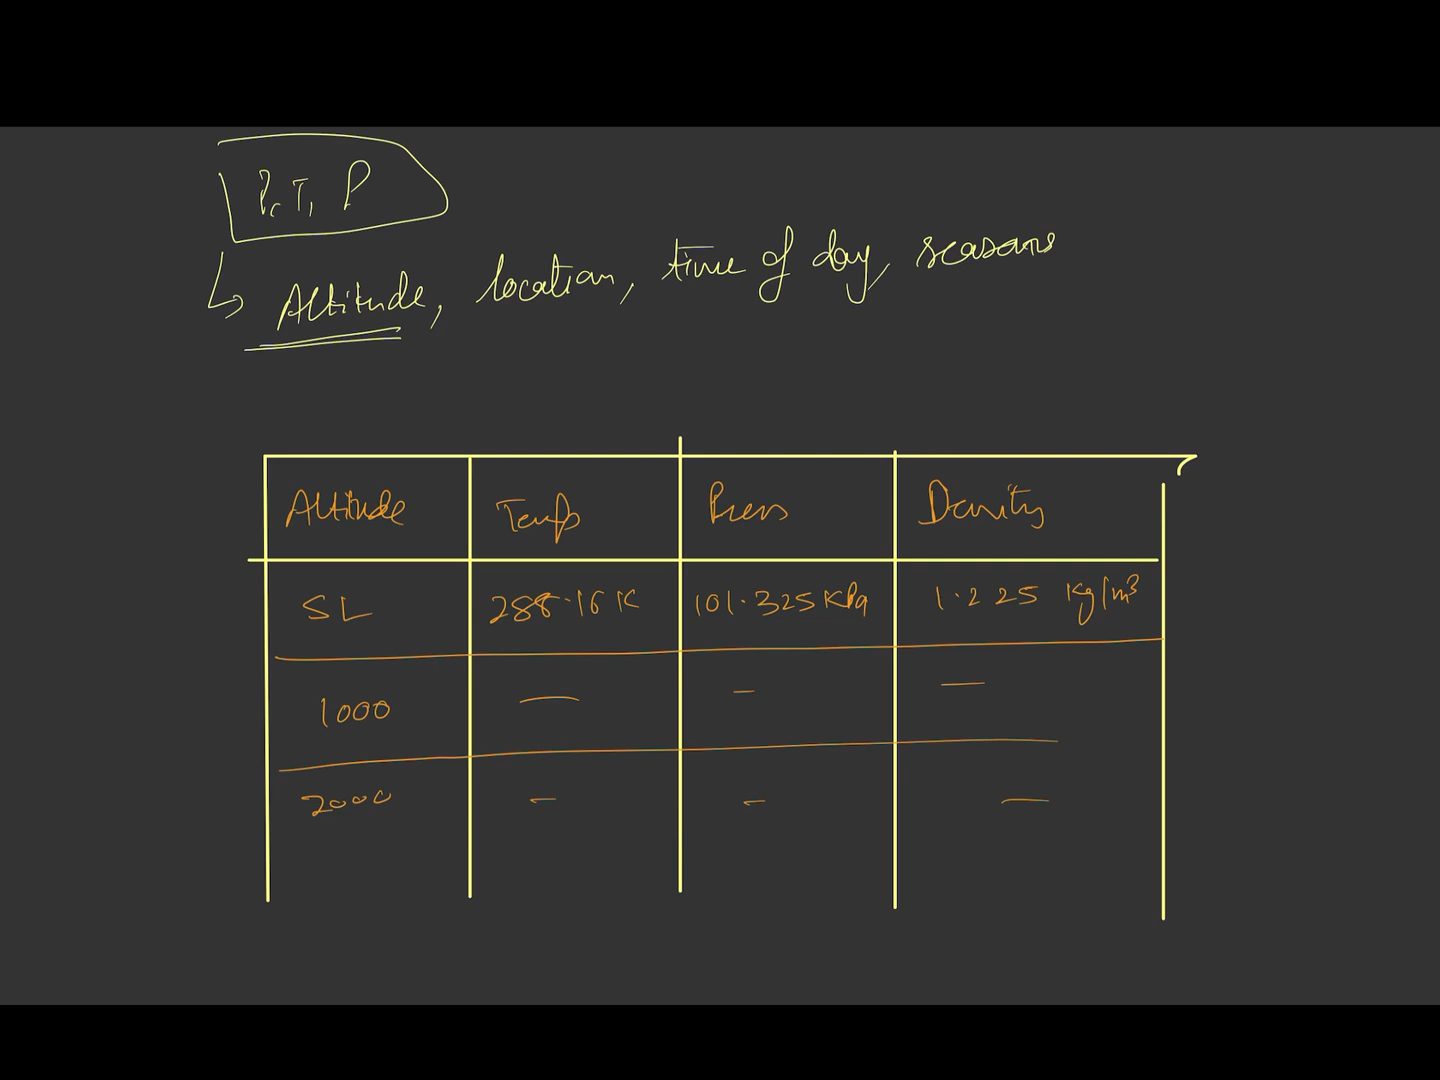 P, T, ρ
Altitude, location, time of day, seasons
Altitude Temp Press Density
SL 288.16 K 101.325 KPa 1.225 Kg/m³
1000 — — —
2000 — — —